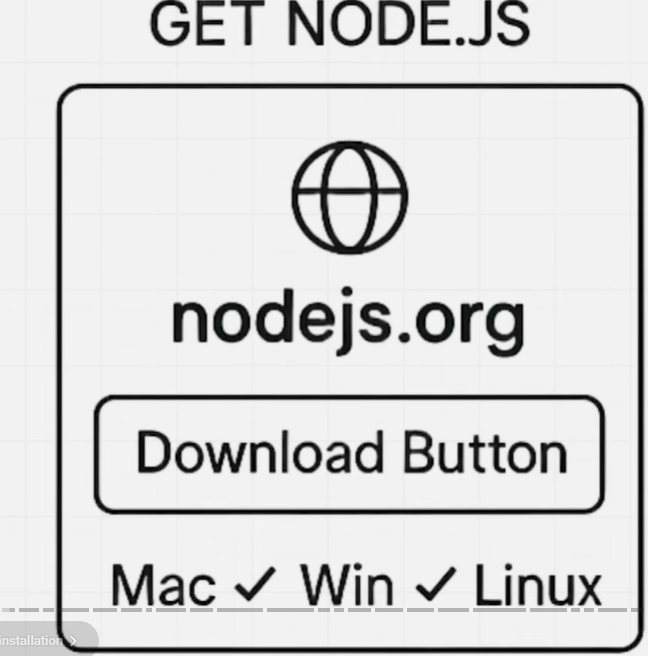 GET NODE.JS
nodejs.org
Download Button
Mac ✓ Win ✓ Linux
installation >